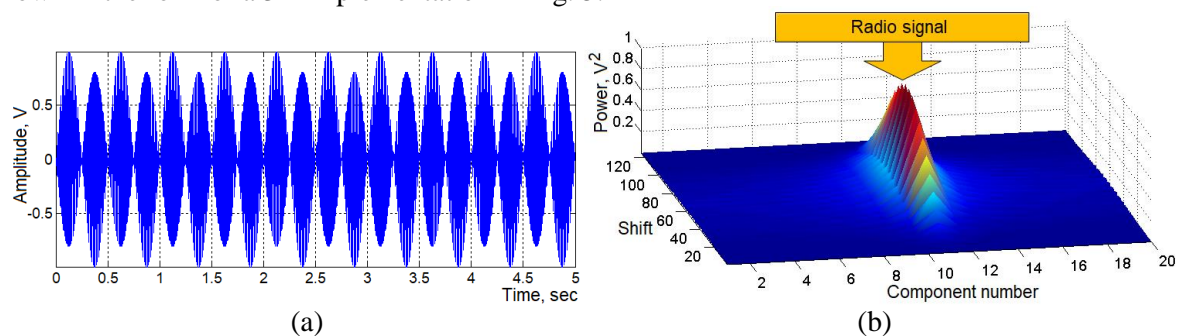 Radio signal
Amplitude, V
0.5
0
-0.5
0 0.5 1 1.5 2 2.5 3 3.5 4 4.5 5
Time, sec
(a)
Power, V2
1
0.8
0.6
0.4
0.2
120
100
80
60
40
20
Shift
2 4 6 8 10 12 14 16 18 20
Component number
(b)